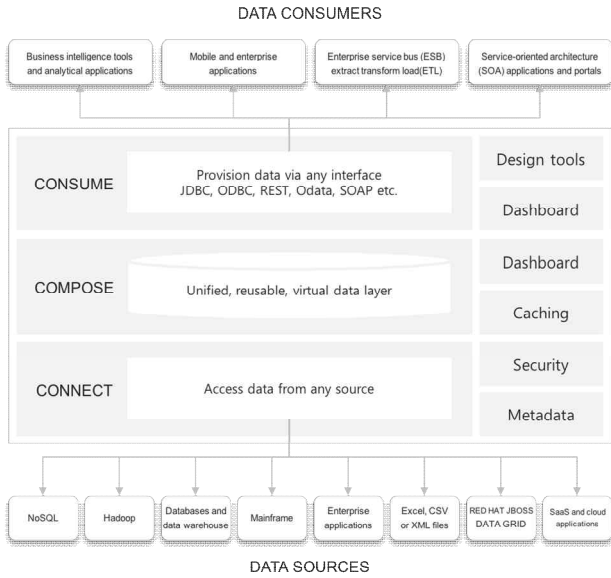 DATA CONSUMERS
Business intelligence tools
and analytical applications
Mobile and enterprise
applications
Enterprise service bus (ESB)
extract transform load(ETL)
Service-oriented architecture
(SOA) applications and portals
CONSUME
Provision data via any interface
JDBC, ODBC, REST, Odata, SOAP etc.
Design tools
Dashboard
COMPOSE
Unified, reusable, virtual data layer
Dashboard
Caching
CONNECT
Access data from any source
Security
Metadata
NoSQL
Hadoop
Databases and
data warehouse
Mainframe
Enterprise
applications
Excel, CSV
or XML files
RED HAT JBOSS
DATA GRID
SaaS and cloud
applications
DATA SOURCES